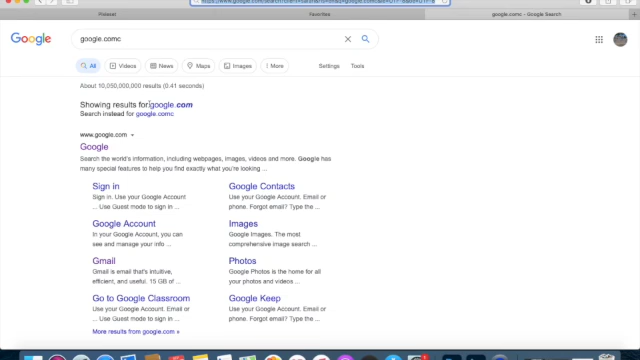 Pinterest
Favorites
google.comc - Google Search
Google
google.comc
All
Videos
News
Maps
Images
More
Settings
Tools
About 10,050,000,000 results (0.41 seconds)
Showing results for google.com
Search instead for google.comc
www.google.com
Google
Search the world's information, including webpages, images, videos and more. Google has
many special features to help you find exactly what you're looking ...
Sign in
Sign in. Use your Google Account
... Use Guest mode to sign in ...
Google Contacts
Use your Google Account. Email or
phone. Forgot email? Type the ...
Google Account
In your Google Account, you can
see and manage your info ...
Images
Google Images. The most
comprehensive image search ...
Gmail
Gmail is email that's intuitive,
efficient, and useful. 15 GB of ...
Photos
Google Photos is the home for all
your photos and videos ...
Go to Google Classroom
Use your Google Account. Email or
... Use Guest mode to sign in ...
Google Keep
Use your Google Account. Email or
phone. Forgot email? Type the ...
More results from google.com »